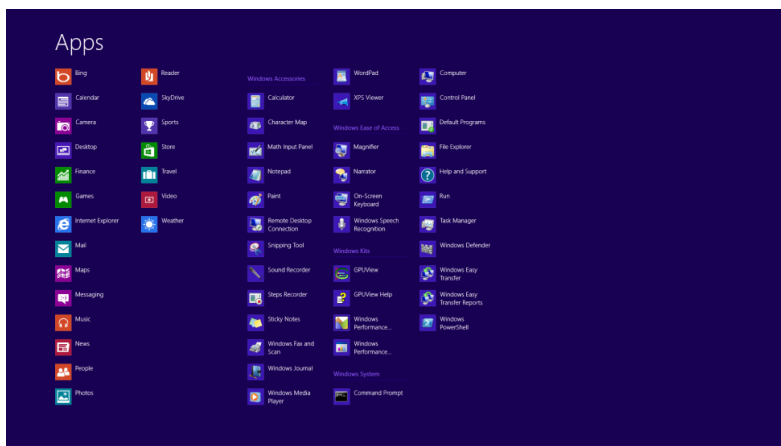 Apps
Bing
Calendar
Camera
Desktop
Finance
Games
Internet Explorer
Mail
Maps
Messaging
Music
News
People
Photos
Reader
SkyDrive
Sports
Store
Travel
Video
Weather
Windows Accessories
Calculator
Character Map
Math Input Panel
Notepad
Paint
Remote Desktop
Connection
Snipping Tool
Sound Recorder
Steps Recorder
Sticky Notes
Windows Fax and
Scan
Windows Journal
Windows Media
Player
WordPad
XPS Viewer
Windows Ease of Access
Magnifier
Narrator
On-Screen
Keyboard
Windows Speech
Recognition
Windows Kits
GPUView
GPUView Help
Windows
Performance...
Windows
Performance...
Windows System
Command Prompt
Computer
Control Panel
Default Programs
File Explorer
Help and Support
Run
Task Manager
Windows Defender
Windows Easy
Transfer
Windows Easy
Transfer Reports
Windows
PowerShell